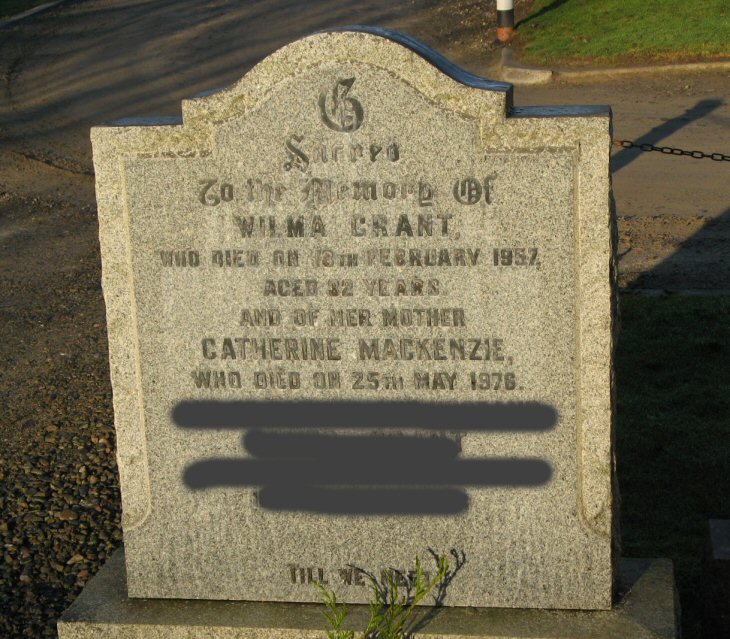 G
Sacred
To the Memory Of
WILMA GRANT,
WHO DIED ON 18TH FEBRUARY 1957,
AGED 32 YEARS.
AND OF HER MOTHER
CATHERINE MACKENZIE,
WHO DIED ON 25TH MAY 1976.
TILL WE MEET